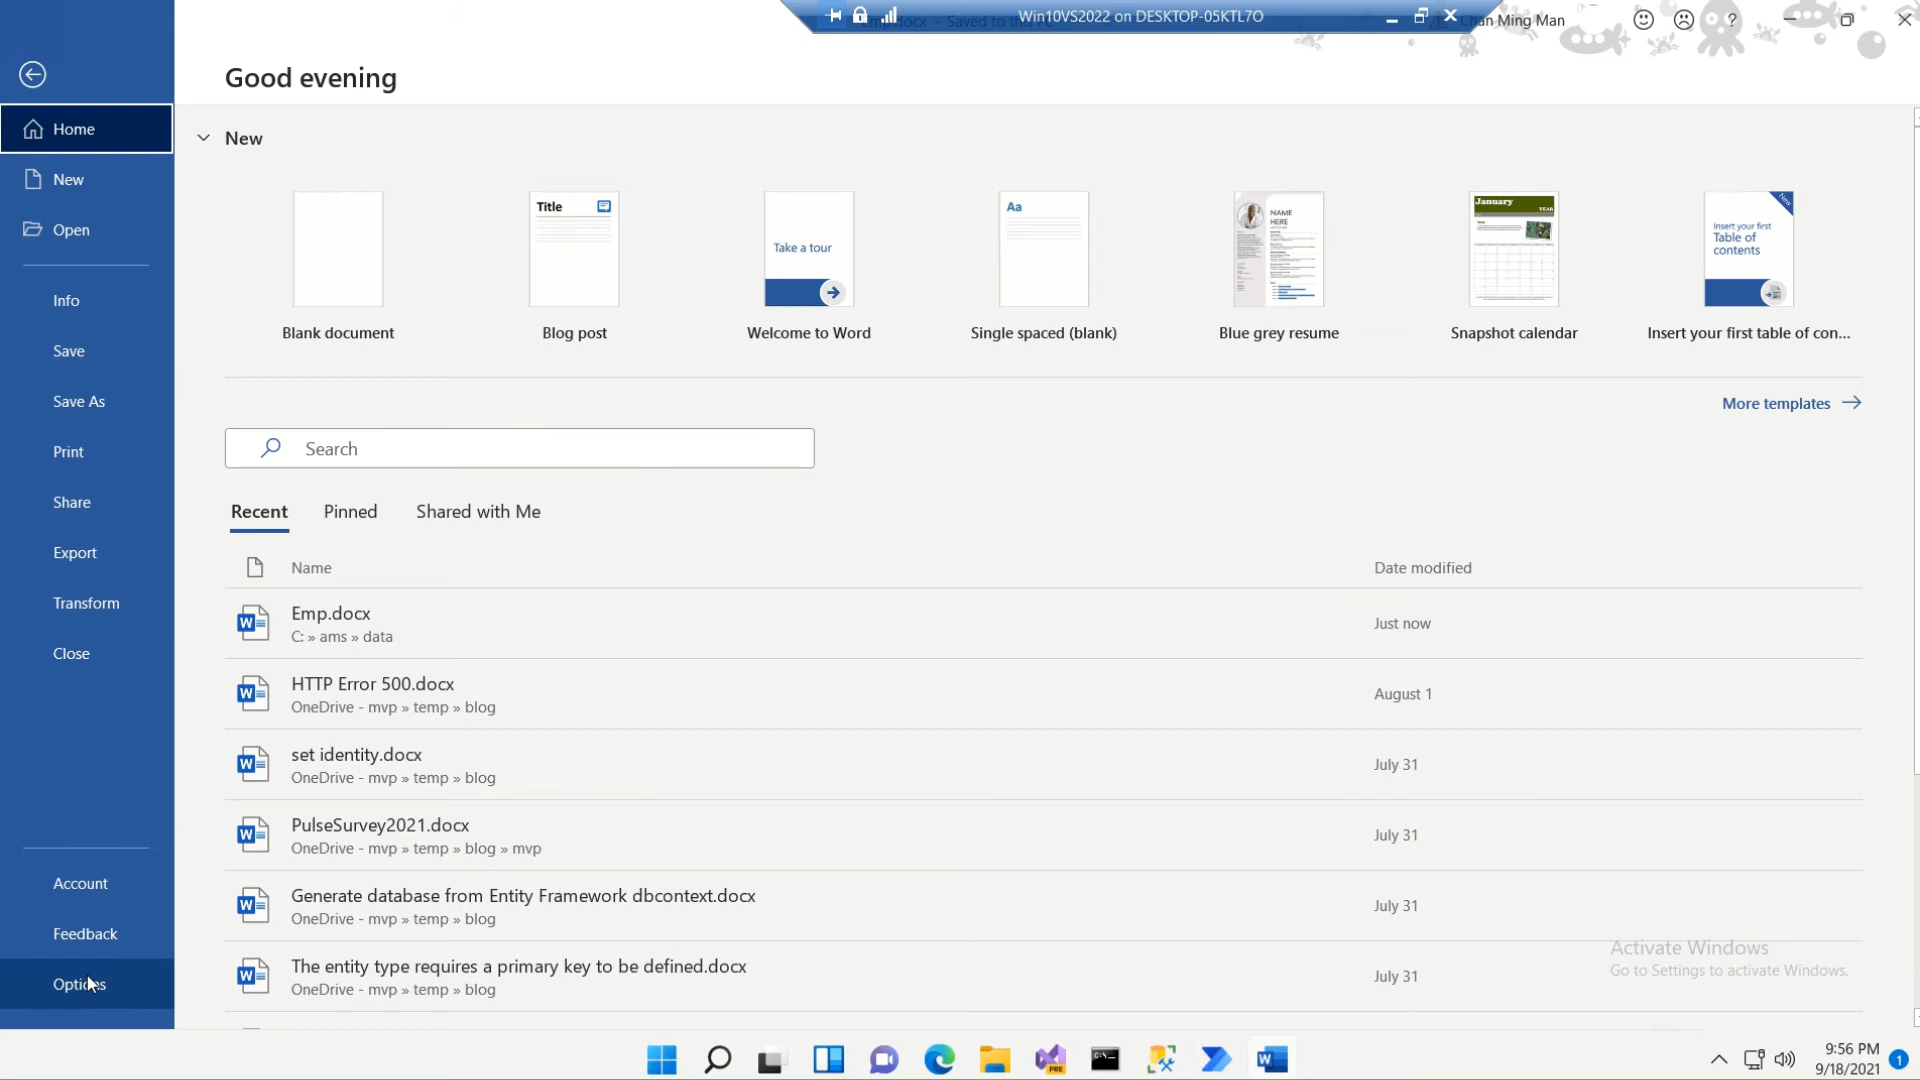 Win10VS2022 on DESKTOP-05KTL7O
Chan Ming Man
?
Good evening
Home
New
Open
Info
Save
Save As
Print
Share
Export
Transform
Close
Account
Feedback
Options
New
Title
Take a tour
Aa
NAME
HERE
January
YEAR
New
Insert your first
Table of
contents
Blank document
Blog post
Welcome to Word
Single spaced (blank)
Blue grey resume
Snapshot calendar
Insert your first table of con...
More templates
Search
Recent Pinned Shared with Me
Name Date modified
Emp.docx
C: » ams » data
Just now
HTTP Error 500.docx
OneDrive - mvp » temp » blog
August 1
set identity.docx
OneDrive - mvp » temp » blog
July 31
PulseSurvey2021.docx
OneDrive - mvp » temp » blog » mvp
July 31
Generate database from Entity Framework dbcontext.docx
OneDrive - mvp » temp » blog
July 31
The entity type requires a primary key to be defined.docx
OneDrive - mvp » temp » blog
July 31
Activate Windows
Go to Settings to activate Windows.
PRE
9:56 PM
9/18/2021
1